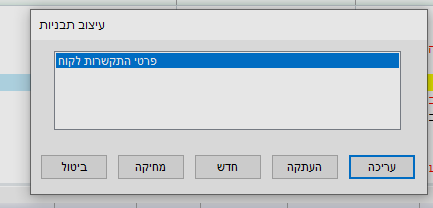 עיצוב תבניות
פרטי התקשרות לקוח
עריכה העתקה חדש מחיקה ביטול